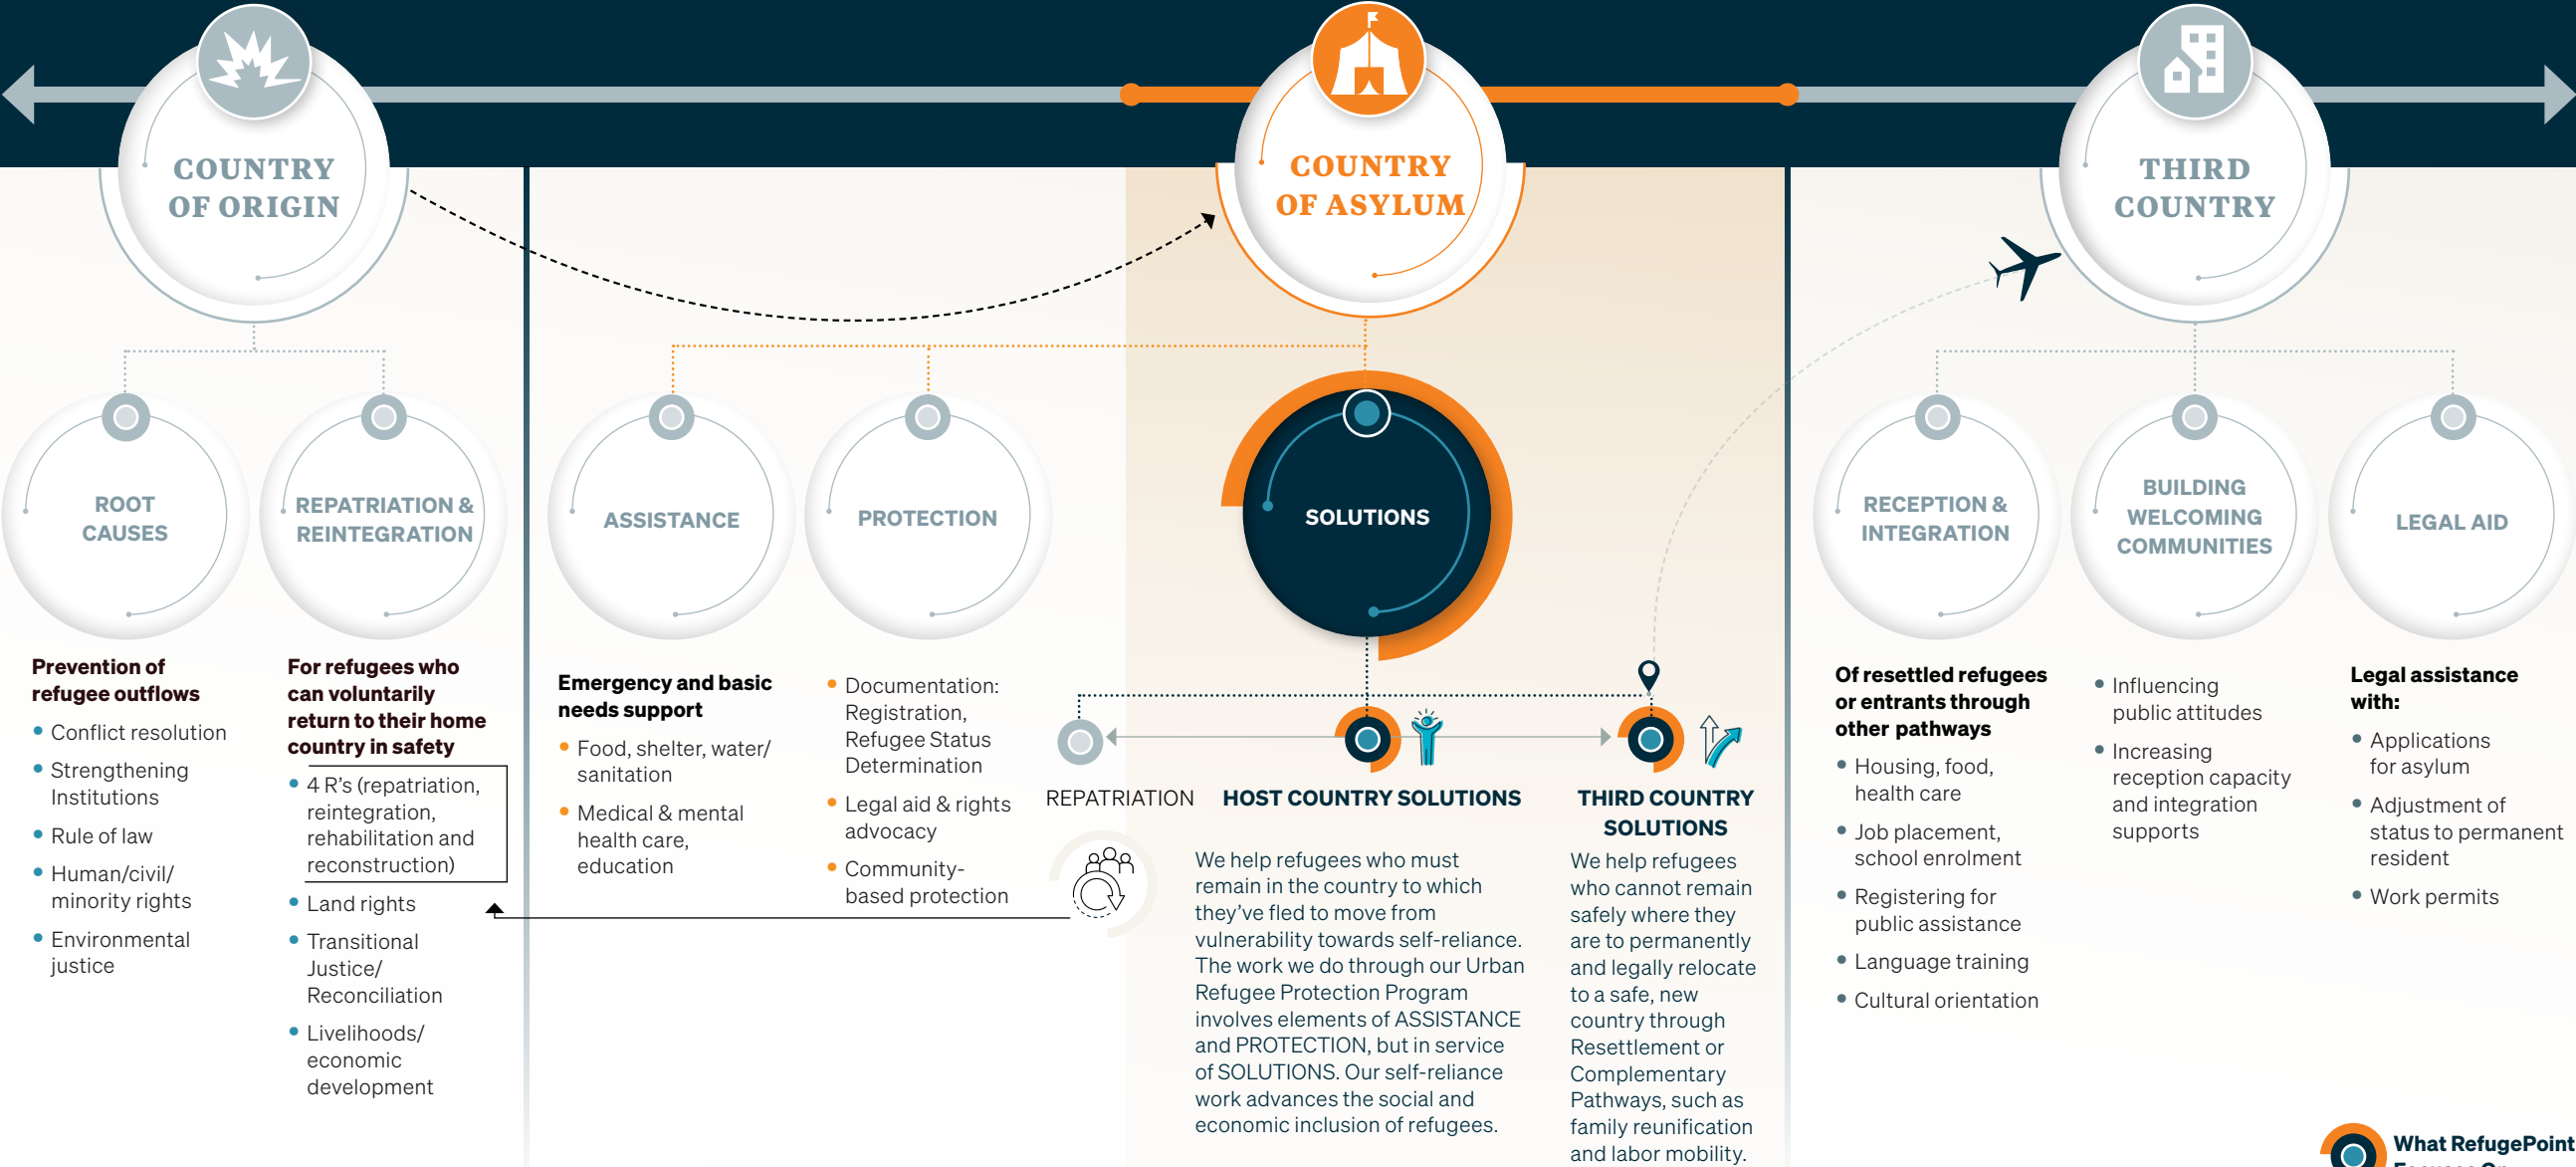 COUNTRY
OF ORIGIN
COUNTRY
OF ASYLUM
THIRD
COUNTRY
ROOT
CAUSES
REPATRIATION &
REINTEGRATION
ASSISTANCE
PROTECTION
SOLUTIONS
RECEPTION &
INTEGRATION
BUILDING
WELCOMING
COMMUNITIES
LEGAL AID
Prevention of
refugee outflows
• Conflict resolution
• Strengthening
Institutions
• Rule of law
• Human/civil/
minority rights
• Environmental
justice
For refugees who
can voluntarily
return to their home
country in safety
• 4 R's (repatriation,
reintegration,
rehabilitation and
reconstruction)
• Land rights
• Transitional
Justice/
Reconciliation
• Livelihoods/
economic
development
Emergency and basic
needs support
• Food, shelter, water/
sanitation
• Medical & mental
health care,
education
• Documentation:
Registration,
Refugee Status
Determination
• Legal aid & rights
advocacy
• Community-
based protection
REPATRIATION
HOST COUNTRY SOLUTIONS
We help refugees who must
remain in the country to which
they've fled to move from
vulnerability towards self-reliance.
The work we do through our Urban
Refugee Protection Program
involves elements of ASSISTANCE
and PROTECTION, but in service
of SOLUTIONS. Our self-reliance
work advances the social and
economic inclusion of refugees.
THIRD COUNTRY
SOLUTIONS
We help refugees
who cannot remain
safely where they
are to permanently
and legally relocate
to a safe, new
country through
Resettlement or
Complementary
Pathways, such as
family reunification
and labor mobility.
Of resettled refugees
or entrants through
other pathways
• Housing, food,
health care
• Job placement,
school enrolment
• Registering for
public assistance
• Language training
• Cultural orientation
• Influencing
public attitudes
• Increasing
reception capacity
and integration
supports
Legal assistance
with:
• Applications
for asylum
• Adjustment of
status to permanent
resident
• Work permits
What RefugePoint